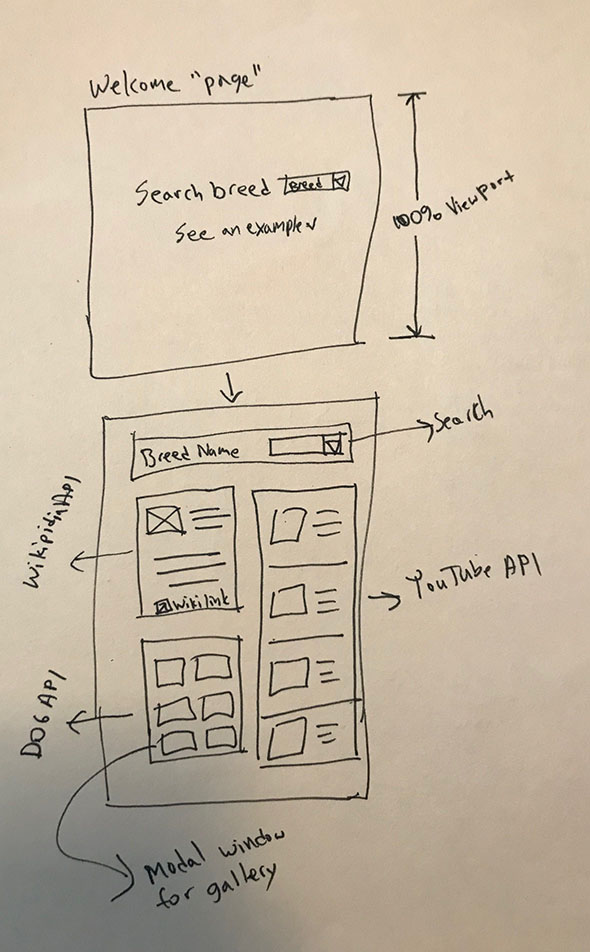 Welcome "page"
Search breed Breed
See an example
100% Viewport
Breed Name
Search
WikipidiaApi
Wikilink
YouTube API
DOG API
Modal window
for gallery